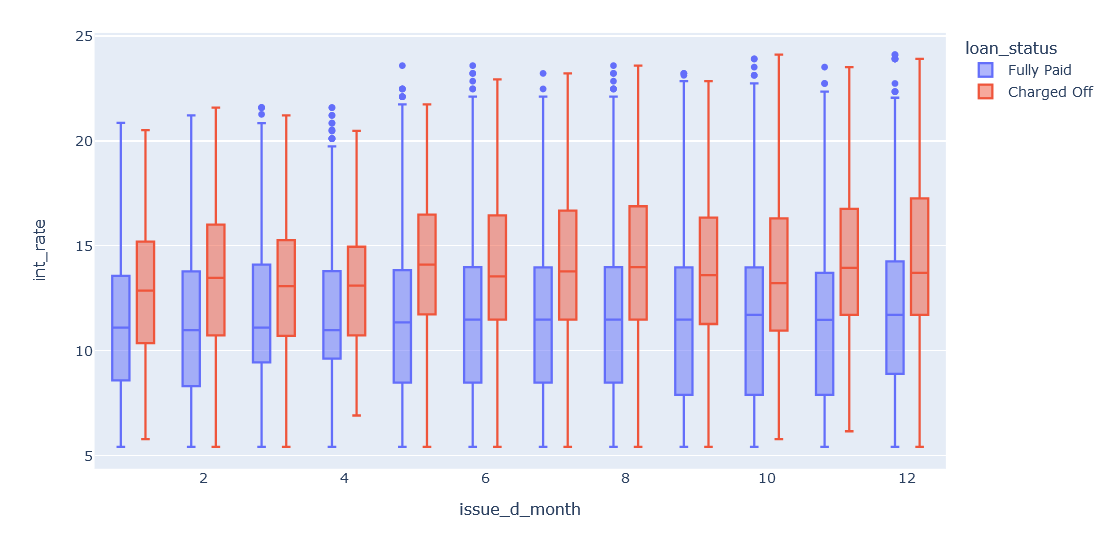 25
20
15
10
5
int_rate
2
4
6
8
10
12
issue_d_month
loan_status
Fully Paid
Charged Off